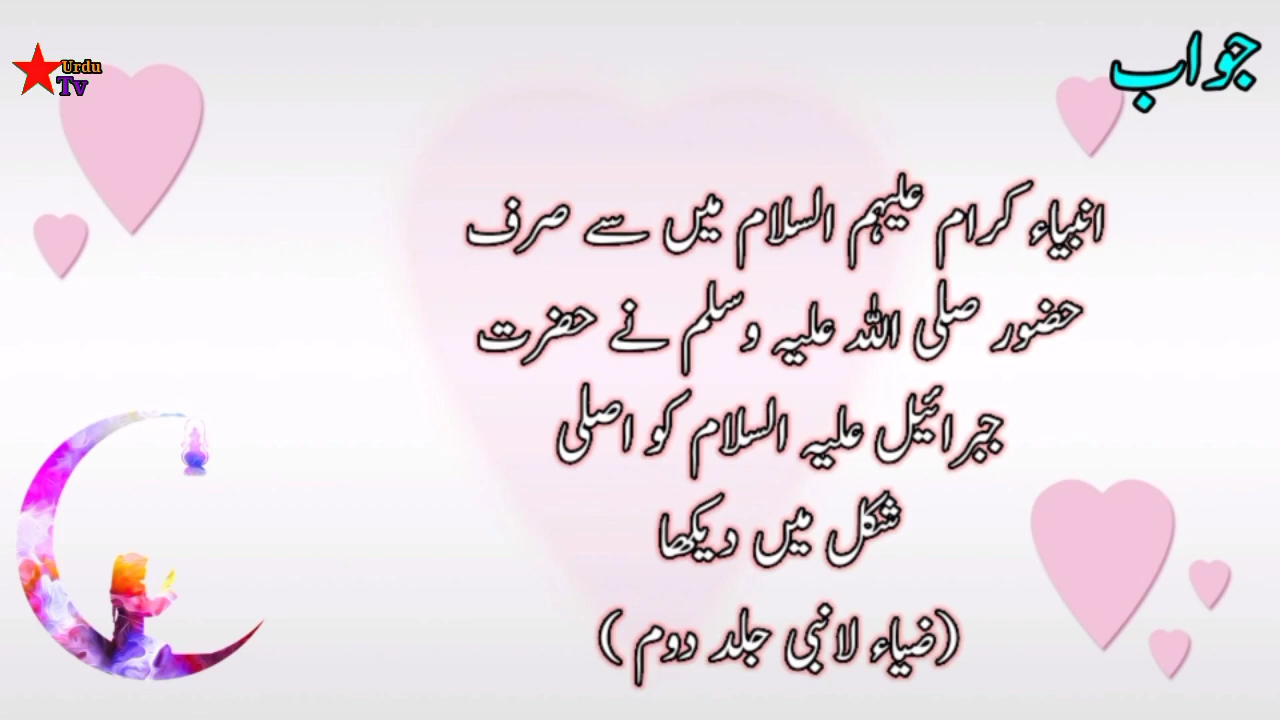 Urdu
Tv
جواب
انبیاء کرام علیہم السلام میں سے صرف
حضور صلی اللہ علیہ وسلم نے حضرت
جبرائیل علیہ السلام کو اصلی
شکل میں دیکھا
(ضیاء لانبی جلد دوم )